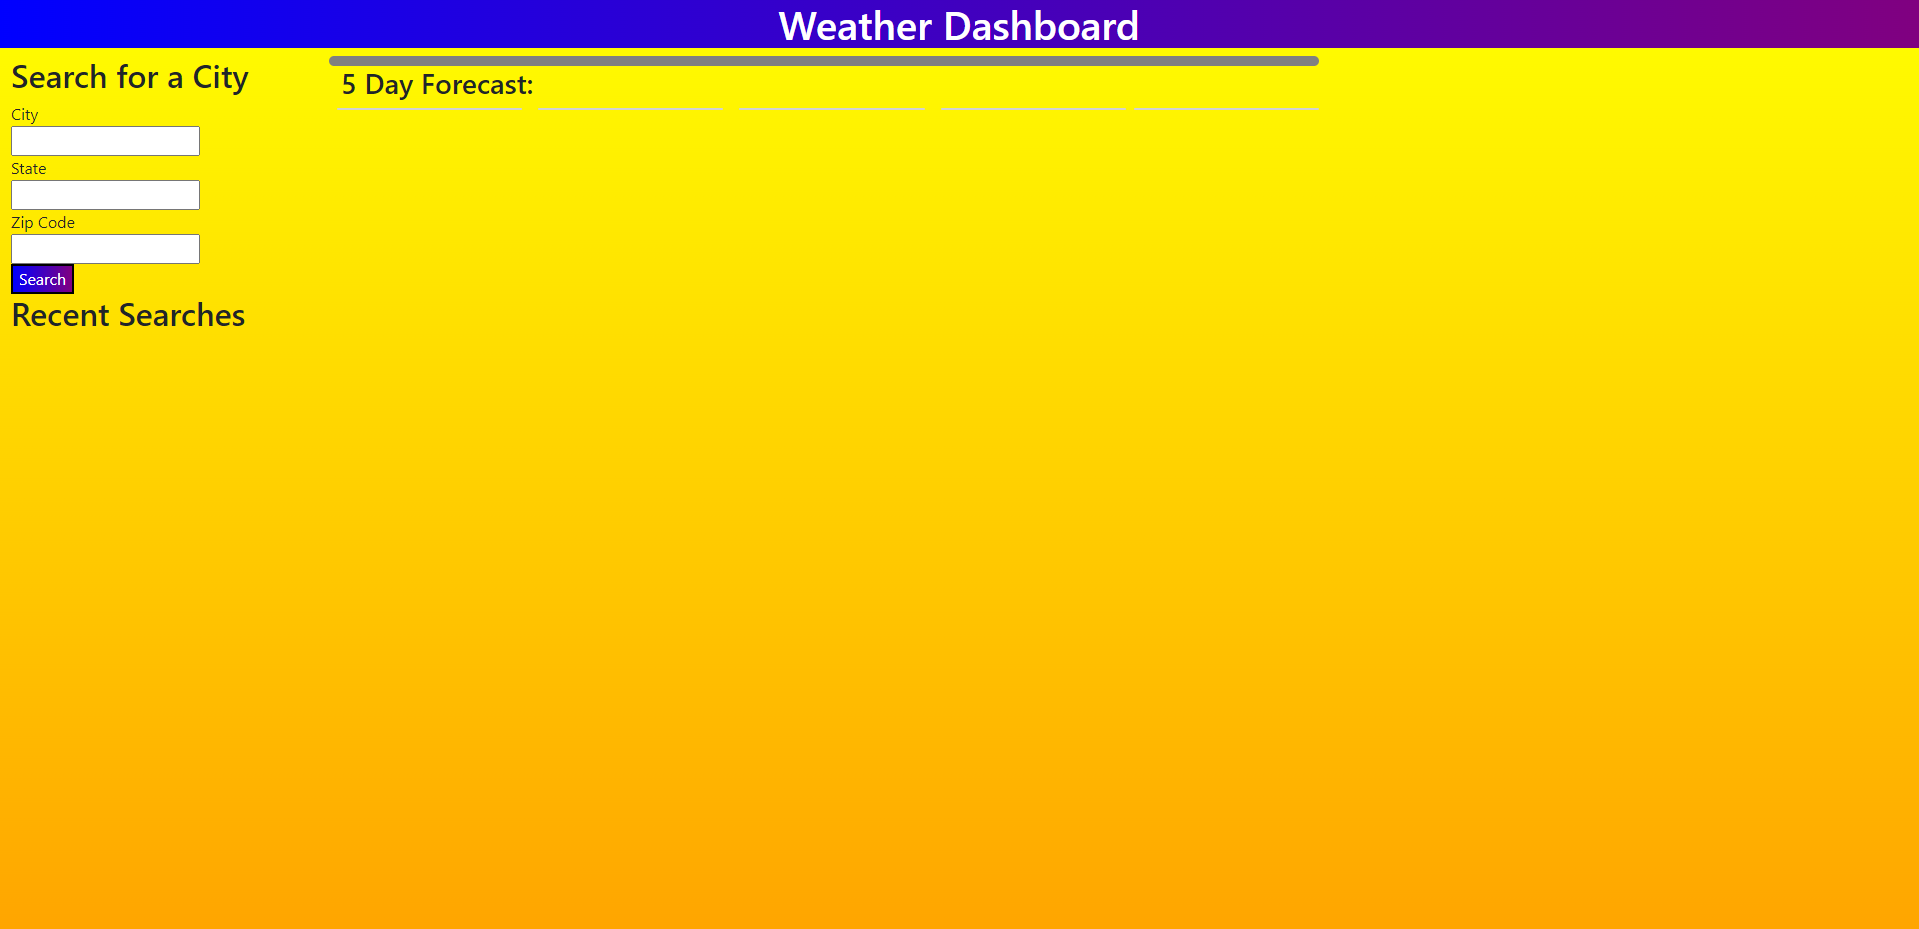 Weather Dashboard
Search for a City
City
State
Zip Code
Search
Recent Searches
5 Day Forecast: